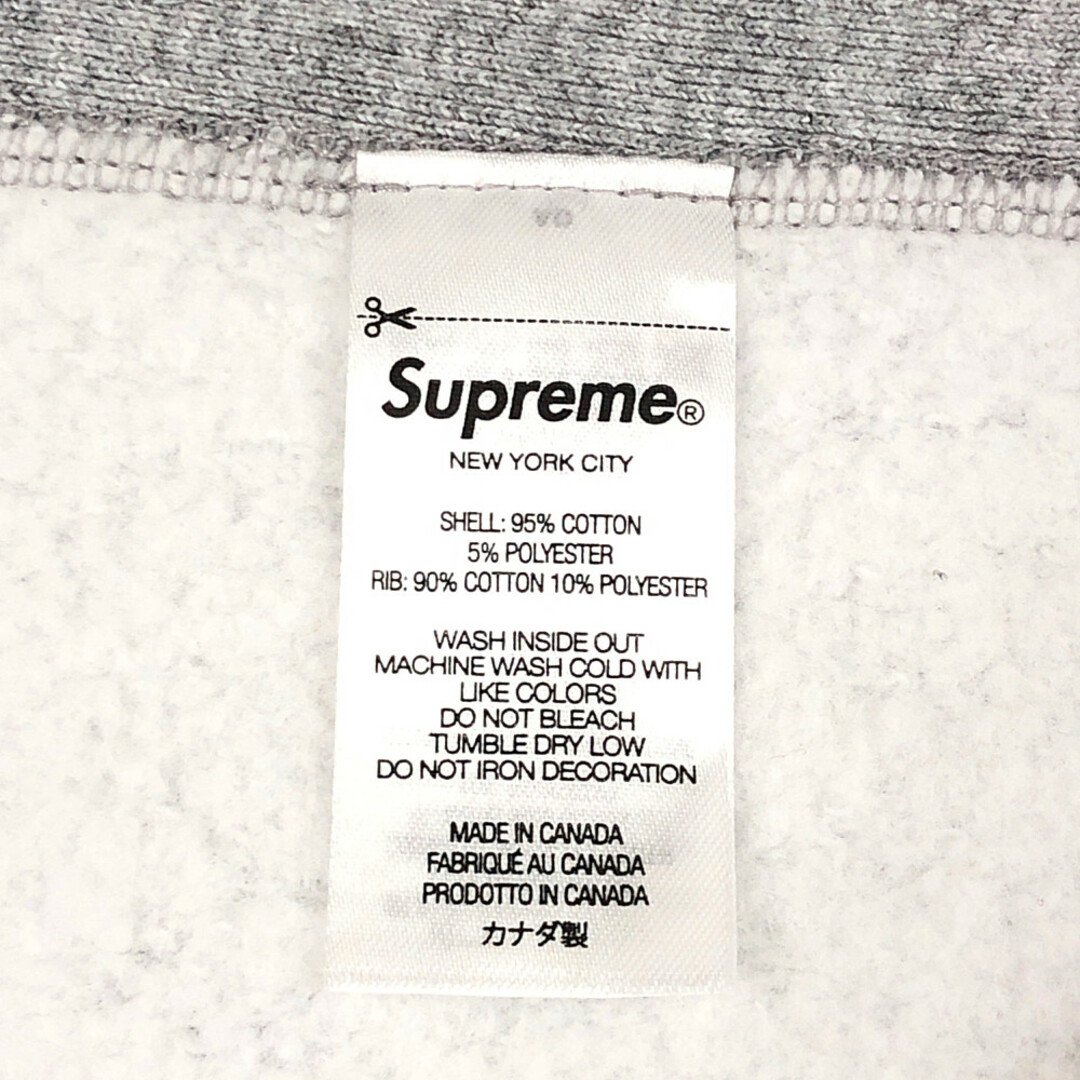 Supreme®
NEW YORK CITY
SHELL: 95% COTTON
5% POLYESTER
RIB: 90% COTTON 10% POLYESTER
WASH INSIDE OUT
MACHINE WASH COLD WITH
LIKE COLORS
DO NOT BLEACH
TUMBLE DRY LOW
DO NOT IRON DECORATION
MADE IN CANADA
FABRIQUÉ AU CANADA
PRODOTTO IN CANADA
カナダ製